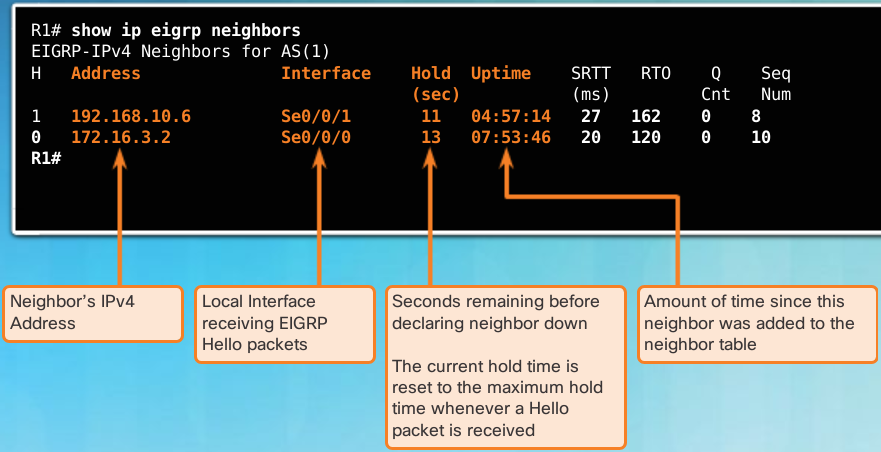 R1# show ip eigrp neighbors
EIGRP-IPv4 Neighbors for AS(1)
H Address Interface Hold Uptime SRTT RTO Q Seq
(sec) (ms) Cnt Num
1 192.168.10.6 Se0/0/1 11 04:57:14 27 162 0 8
0 172.16.3.2 Se0/0/0 13 07:53:46 20 120 0 10
R1#
Neighbor's IPv4
Address
Local Interface
receiving EIGRP
Hello packets
Seconds remaining before
declaring neighbor down
The current hold time is
reset to the maximum hold
time whenever a Hello
packet is received
Amount of time since this
neighbor was added to the
neighbor table